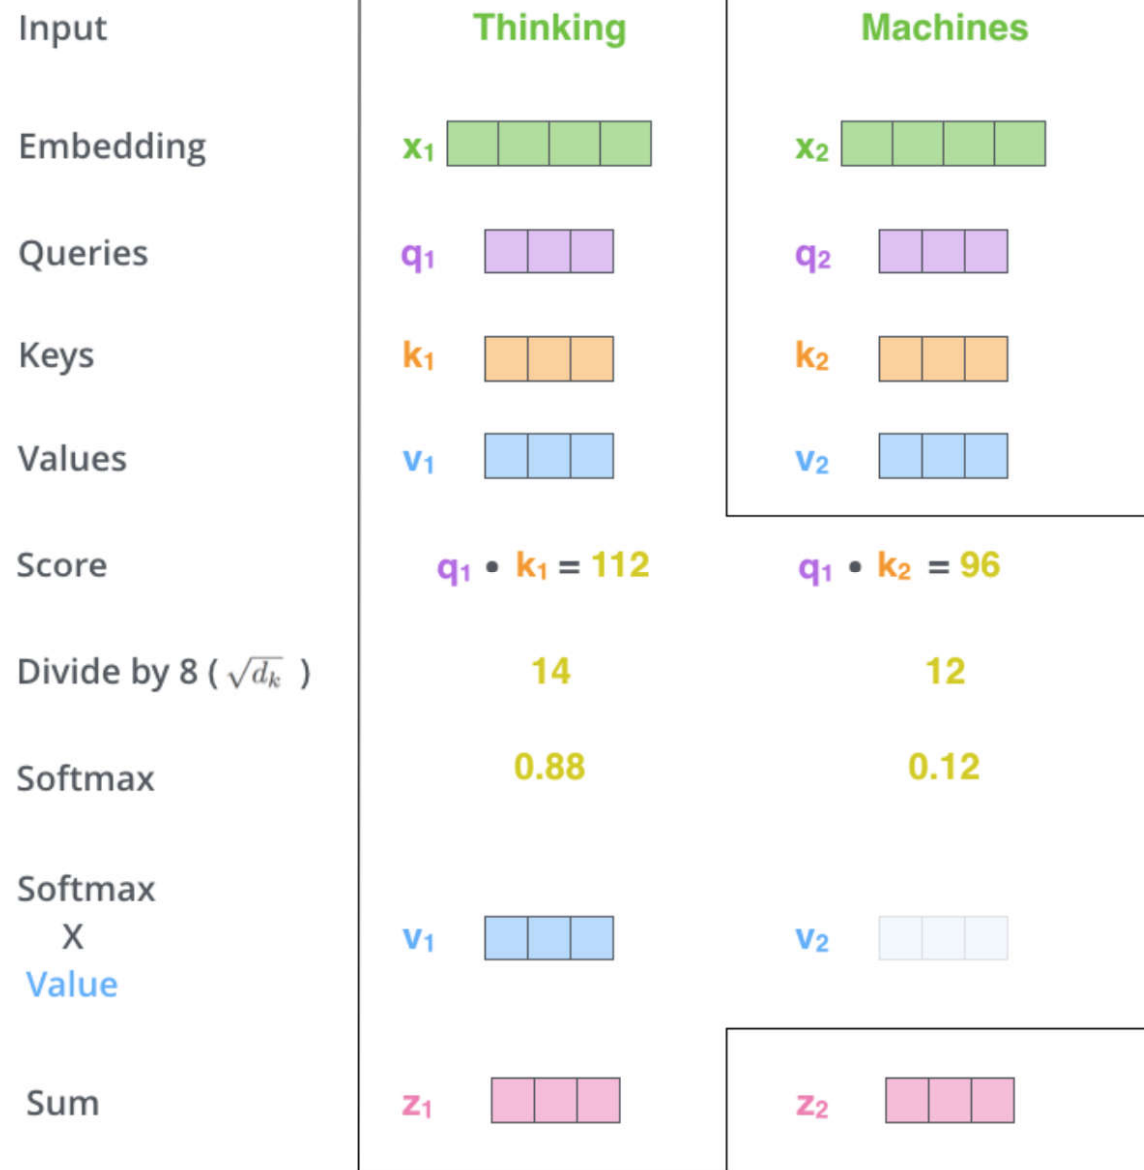 Input Thinking Machines
Embedding x₁ x₂
Queries q₁ q₂
Keys k₁ k₂
Values v₁ v₂
Score q₁ • k₁ = 112 q₁ • k₂ = 96
Divide by 8 ( √dₖ ) 14 12
Softmax 0.88 0.12
Softmax
X v₁ v₂
Value
Sum z₁ z₂